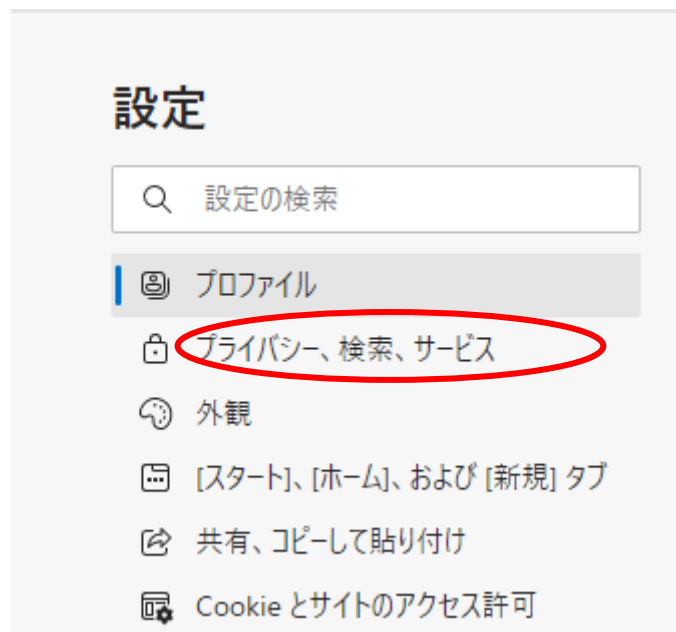 設定
設定の検索
プロファイル
プライバシー、検索、サービス
外観
[スタート]、[ホーム]、および [新規] タブ
共有、コピーして貼り付け
Cookie とサイトのアクセス許可